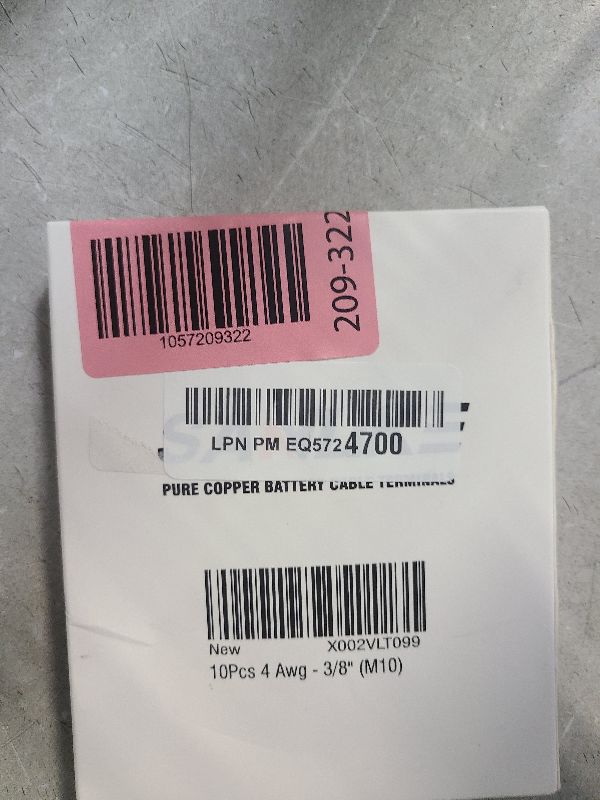 1057209322
209-322
LPN PM EQ5724700
PURE COPPER BATTERY CABLE TERMINALS
New X002VLT099
10Pcs 4 Awg - 3/8" (M10)